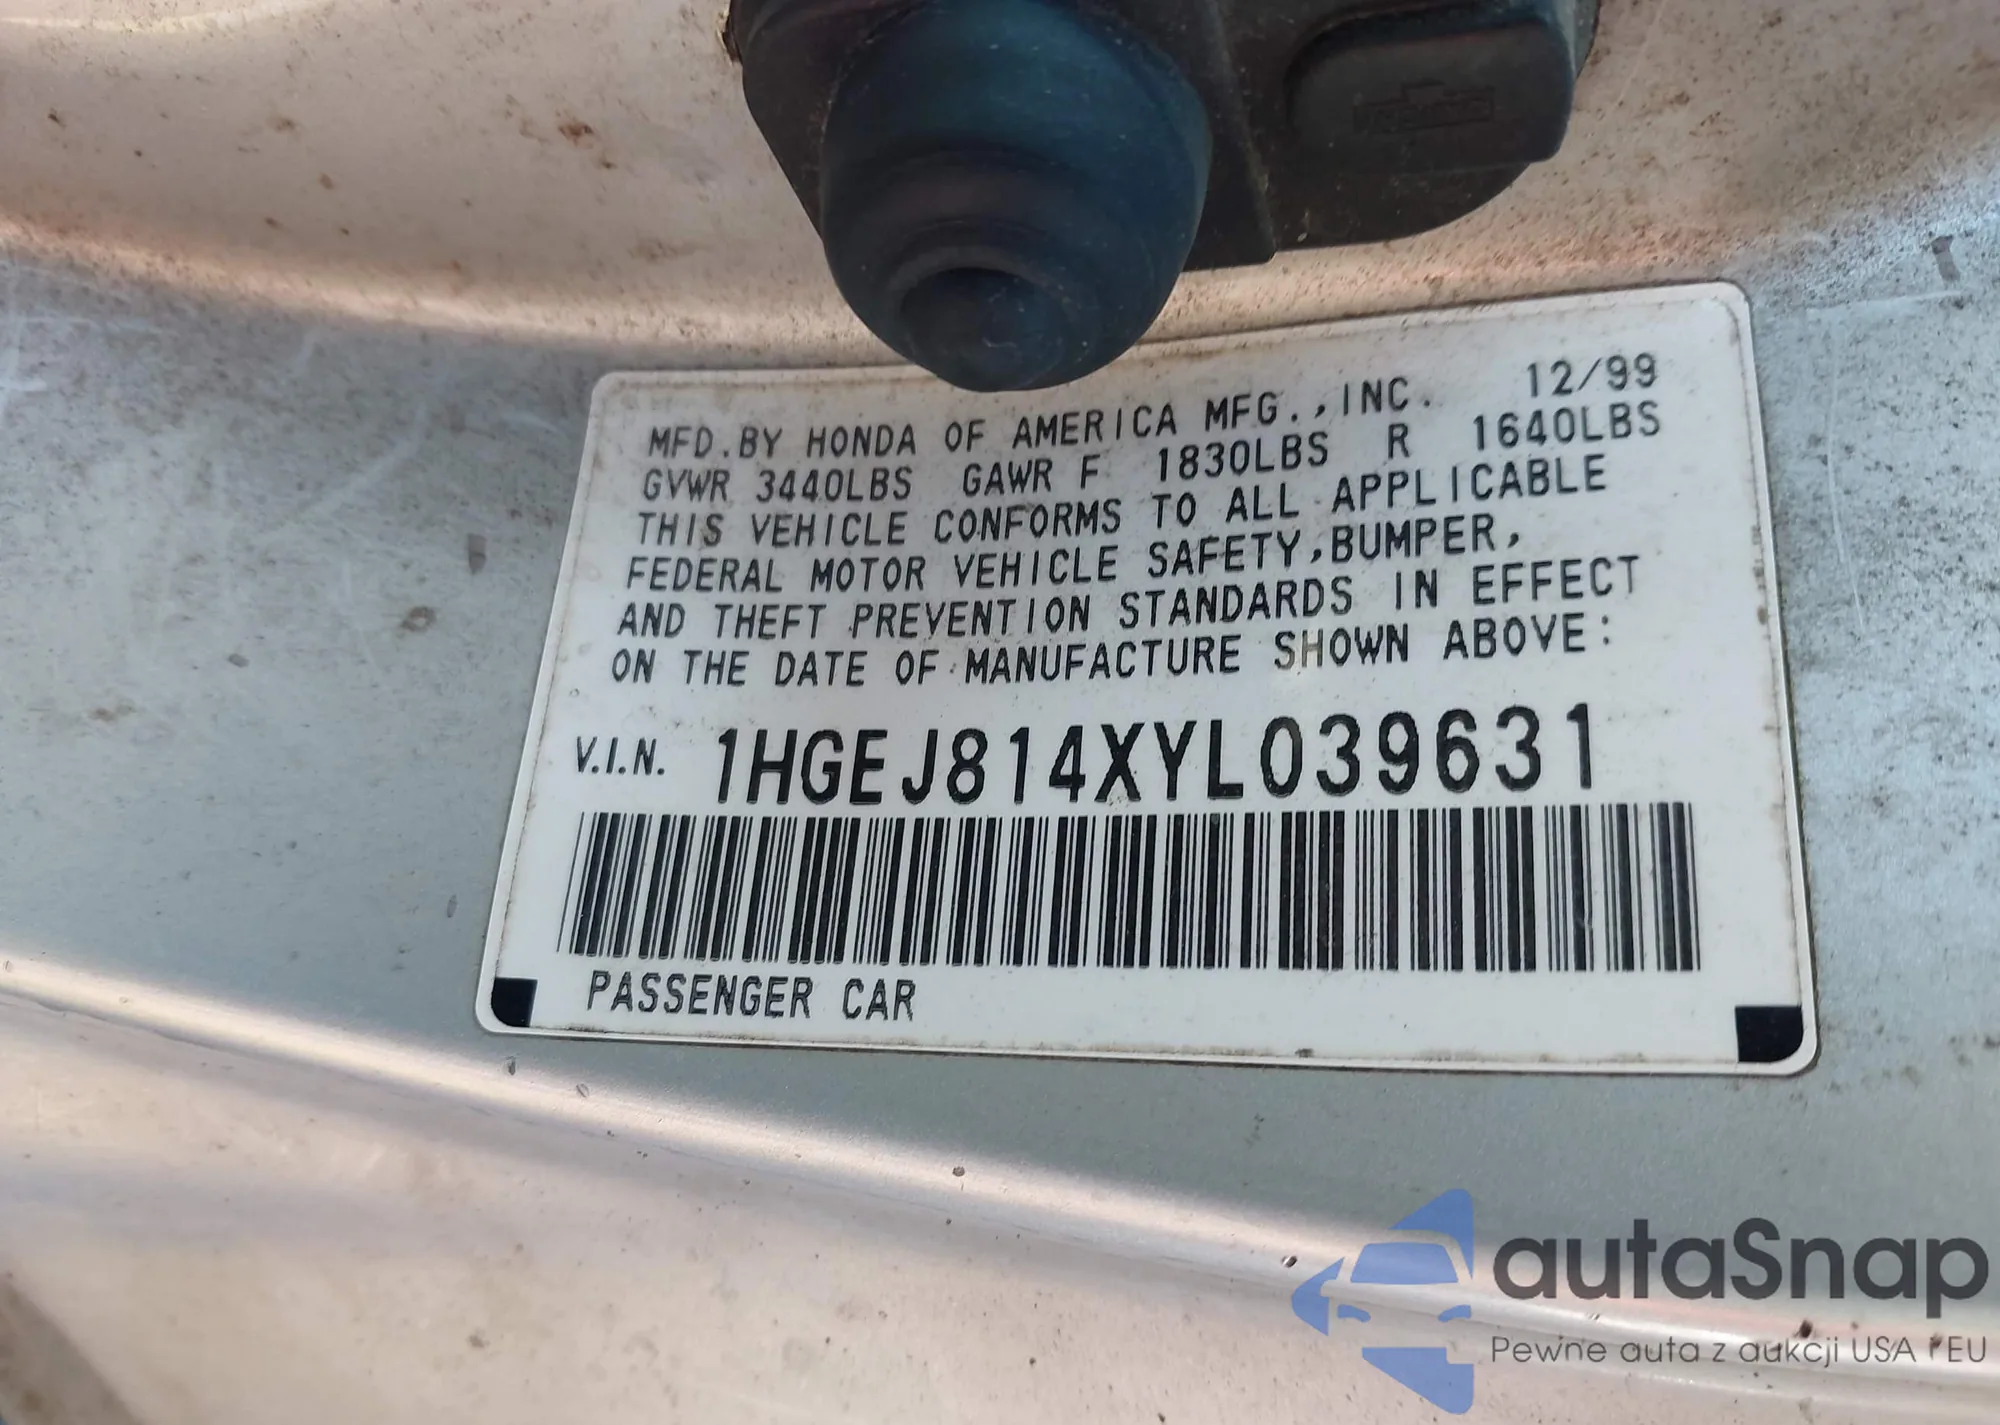 MFD.BY HONDA OF AMERICA MFG.,INC. 12/99
GVWR 3440LBS GAWR F 1830LBS R 1640LBS
THIS VEHICLE CONFORMS TO ALL APPLICABLE
FEDERAL MOTOR VEHICLE SAFETY,BUMPER,
AND THEFT PREVENTION STANDARDS IN EFFECT
ON THE DATE OF MANUFACTURE SHOWN ABOVE:
V.I.N. 1HGEJ814XYL039631
PASSENGER CAR
autaSnap
Pewne auta z aukcji USA i EU